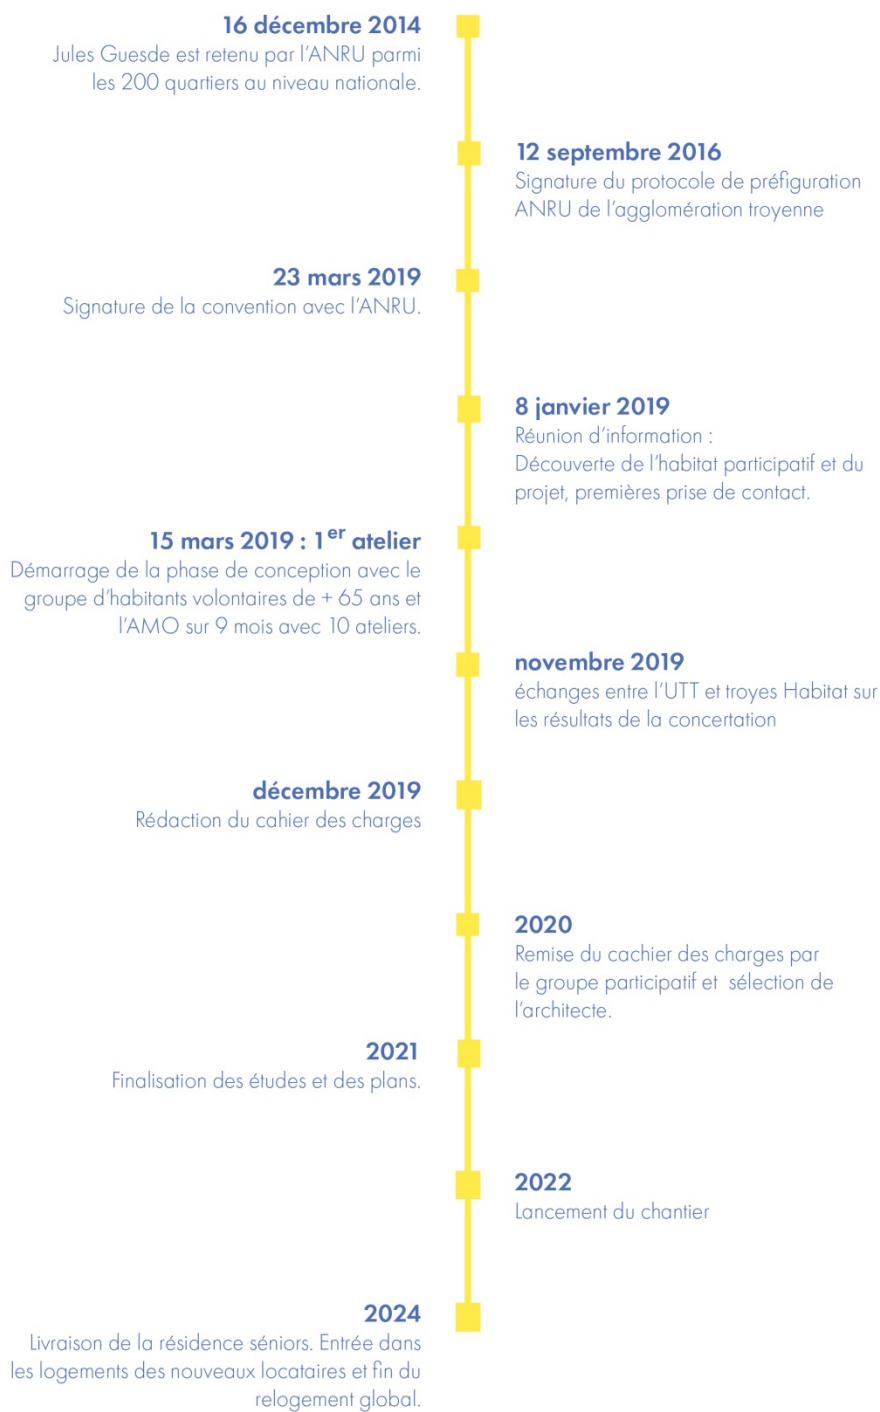 16 décembre 2014
Jules Guesde est retenu par l’ANRU parmi
les 200 quartiers au niveau nationale.
12 septembre 2016
Signature du protocole de préfiguration
ANRU de l’agglomération troyenne
23 mars 2019
Signature de la convention avec l’ANRU.
8 janvier 2019
Réunion d’information :
Découverte de l’habitat participatif et du
projet, premières prise de contact.
15 mars 2019 : 1er atelier
Démarrage de la phase de conception avec le
groupe d’habitants volontaires de + 65 ans et
l’AMO sur 9 mois avec 10 ateliers.
novembre 2019
échanges entre l’UTT et troyes Habitat sur
les résultats de la concertation
décembre 2019
Rédaction du cahier des charges
2020
Remise du cachier des charges par
le groupe participatif et sélection de
l’architecte.
2021
Finalisation des études et des plans.
2022
Lancement du chantier
2024
Livraison de la résidence séniors. Entrée dans
les logements des nouveaux locataires et fin du
relogement global.